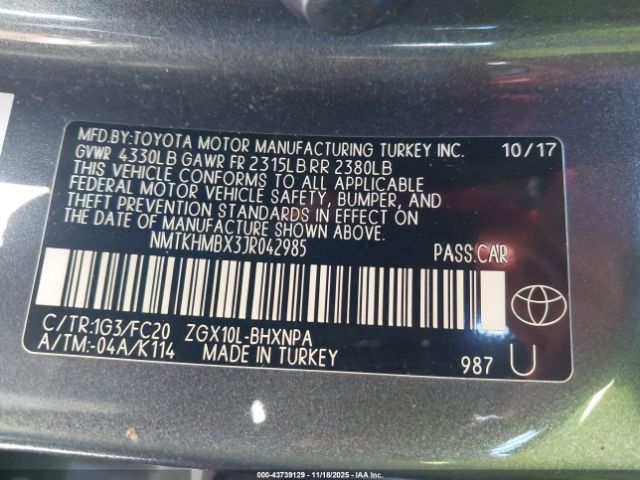 MFD.BY:TOYOTA MOTOR MANUFACTURING TURKEY INC. 10/17
GVWR 4330LB GAWR FR 2315LB RR 2380LB
THIS VEHICLE CONFORMS TO ALL APPLICABLE
FEDERAL MOTOR VEHICLE SAFETY, BUMPER, AND
THEFT PREVENTION STANDARDS IN EFFECT ON
THE DATE OF MANUFACTURE SHOWN ABOVE.
NMTKHMBX3JR042985 PASS.CAR
C/TR:1G3/FC20 ZGX10L-BHXNPA
A/TM:-04A/K114 MADE IN TURKEY 987 U
000-43739129 - 11/18/2025 - IAA Inc.